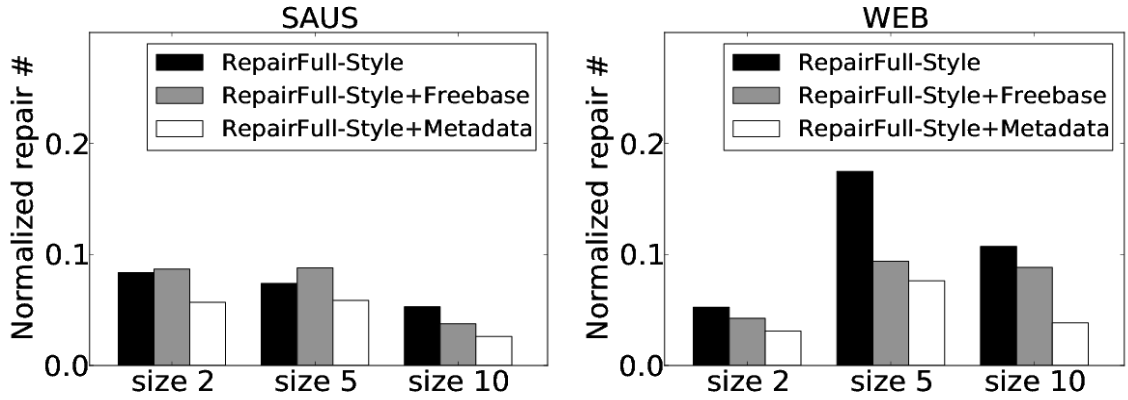 SAUS
Normalized repair #
0.2
0.1
0.0
RepairFull-Style
RepairFull-Style+Freebase
RepairFull-Style+Metadata
size 2 size 5 size 10
WEB
Normalized repair #
0.2
0.1
0.0
RepairFull-Style
RepairFull-Style+Freebase
RepairFull-Style+Metadata
size 2 size 5 size 10